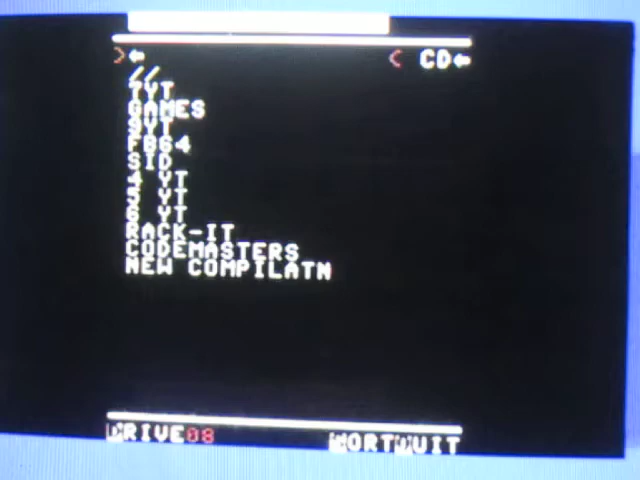 >← < CD←
//
7YT
GAMES
9YT
FB64
SID
4 YT
5 YT
6 YT
RACK-IT
CODEMASTERS
NEW COMPILATN
DRIVE08 SORT QUIT